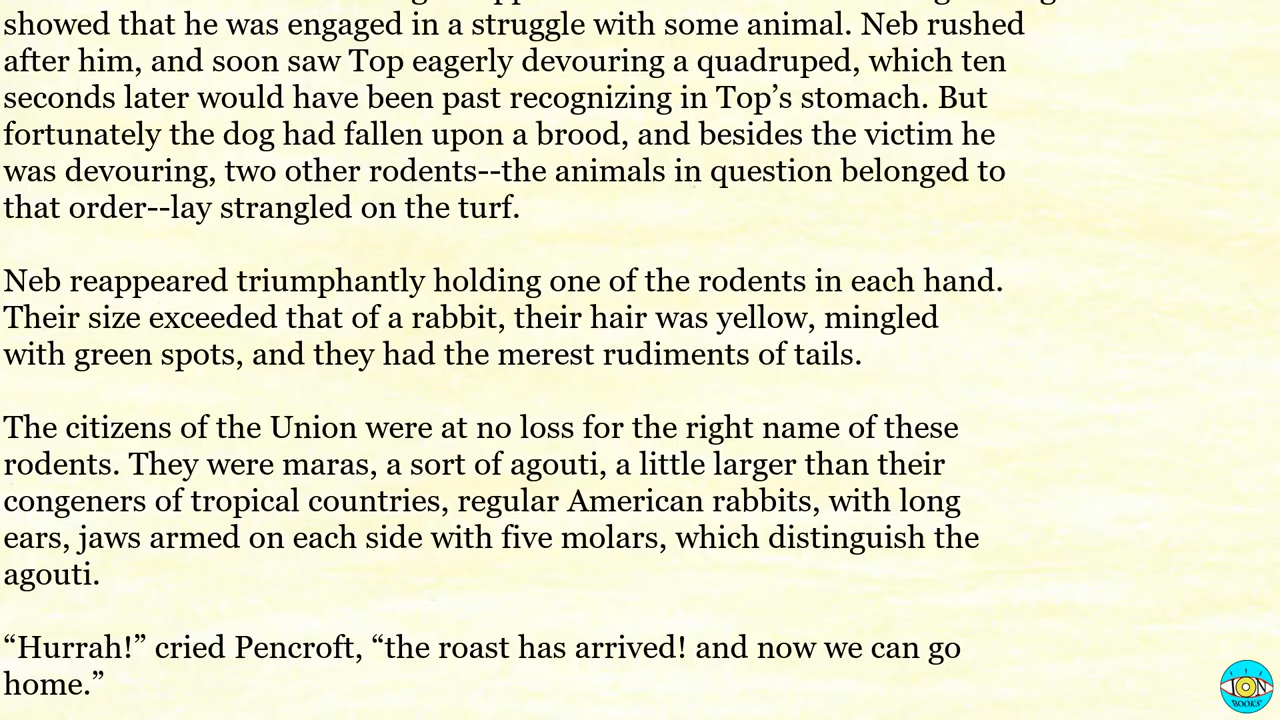 showed that he was engaged in a struggle with some animal. Neb rushed
after him, and soon saw Top eagerly devouring a quadruped, which ten
seconds later would have been past recognizing in Top’s stomach. But
fortunately the dog had fallen upon a brood, and besides the victim he
was devouring, two other rodents--the animals in question belonged to
that order--lay strangled on the turf.
Neb reappeared triumphantly holding one of the rodents in each hand.
Their size exceeded that of a rabbit, their hair was yellow, mingled
with green spots, and they had the merest rudiments of tails.
The citizens of the Union were at no loss for the right name of these
rodents. They were maras, a sort of agouti, a little larger than their
congeners of tropical countries, regular American rabbits, with long
ears, jaws armed on each side with five molars, which distinguish the
agouti.
“Hurrah!” cried Pencroft, “the roast has arrived! and now we can go
home.”
ION
BOOKS